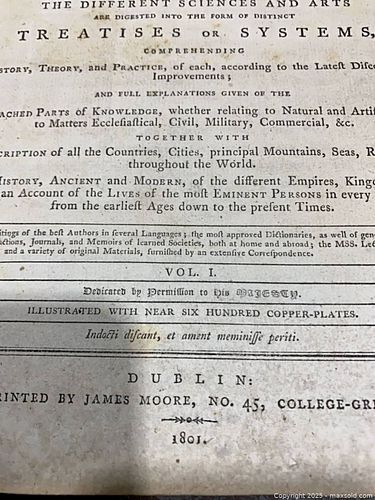 THE DIFFERENT SCIENCES AND ARTS
ARE DIGESTED INTO THE FORM OF DISTINCT
TREATISES OR SYSTEMS,
COMPREHENDING
STORY, THEORY, and PRACTICE, of each, according to the Lateſt Diſco
Improvements;
AND FULL EXPLANATIONS GIVEN OF THE
ACHED PARTS OF KNOWLEDGE, whether relating to Natural and Artif
to Matters Eccleſiaſtical, Civil, Military, Commercial, &c.
TOGETHER WITH
CRIPTION of all the Countries, Cities, principal Mountains, Seas, R
throughout the World.
HISTORY, ANCIENT and MODERN, of the different Empires, Kingd
an Account of the LIVES of the moſt EMINENT PERSONS in every
from the earlieſt Ages down to the preſent Times.
itings of the beſt Authors in ſeveral Languages; the moſt approved Dictionaries, as well of gene
ctions, Journals, and Memoirs of learned Societies, both at home and abroad; the MSS. Lec
and a variety of original Materials, furniſhed by an extenſive Correſpondence.
VOL. I.
Dedicated by Permiſſion to His MAJESTY.
ILLUSTRATED WITH NEAR SIX HUNDRED COPPER-PLATES.
Indocti diſcant, et ament meminiſſe periti.
DUBLIN:
RINTED BY JAMES MOORE, NO. 45, COLLEGE-GRE
1801.
Copyright 2025 - maxsold.com